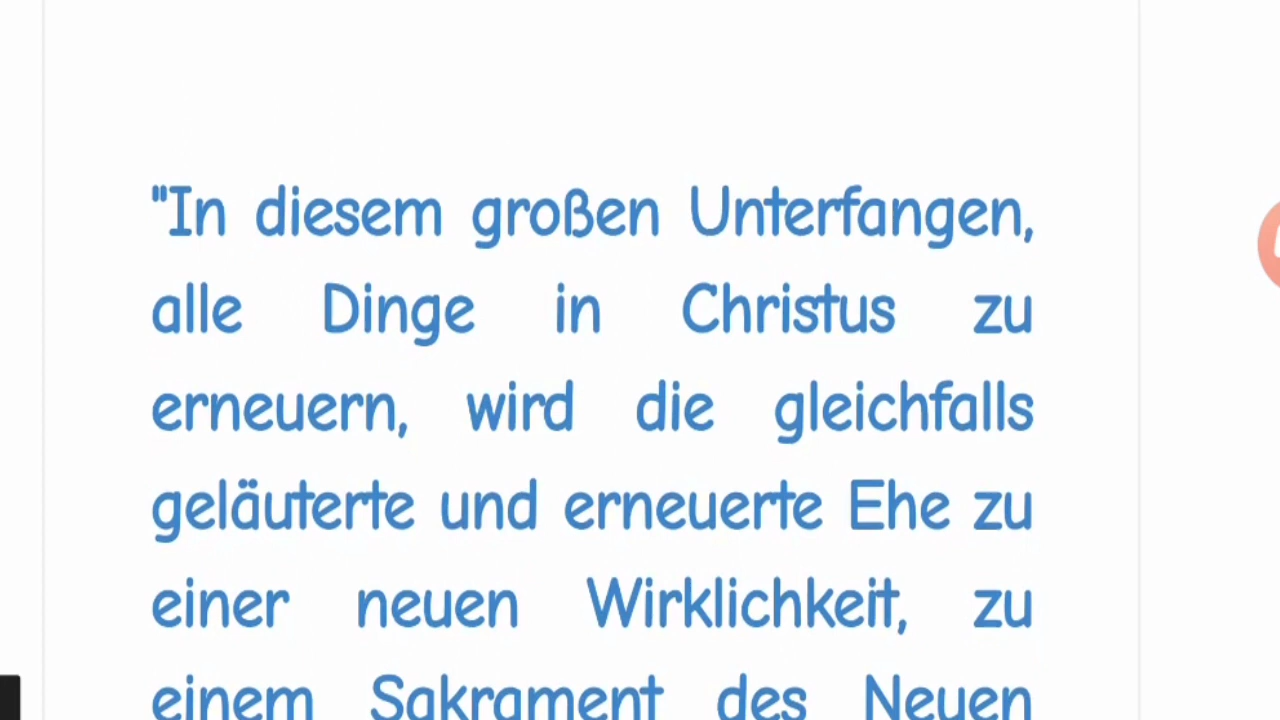 "In diesem großen Unterfangen,
alle Dinge in Christus zu
erneuern, wird die gleichfalls
geläuterte und erneuerte Ehe zu
einer neuen Wirklichkeit, zu
einem Sakrament des Neuen